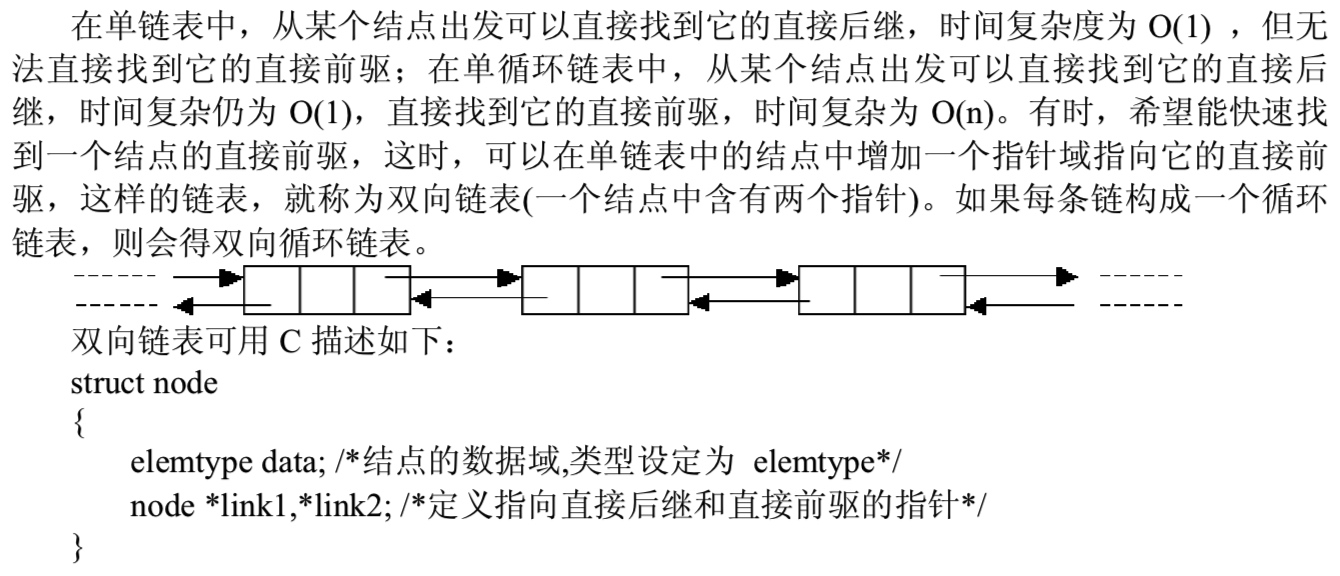 在单链表中，从某个结点出发可以直接找到它的直接后继，时间复杂度为 O(1) ，但无
法直接找到它的直接前驱；在单循环链表中，从某个结点出发可以直接找到它的直接后
继，时间复杂仍为 O(1)，直接找到它的直接前驱，时间复杂为 O(n)。有时，希望能快速找
到一个结点的直接前驱，这时，可以在单链表中的结点中增加一个指针域指向它的直接前
驱，这样的链表，就称为双向链表(一个结点中含有两个指针)。如果每条链构成一个循环
链表，则会得双向循环链表。
双向链表可用 C 描述如下：
struct node
{
elemtype data; /*结点的数据域,类型设定为 elemtype*/
node *link1,*link2; /*定义指向直接后继和直接前驱的指针*/
}